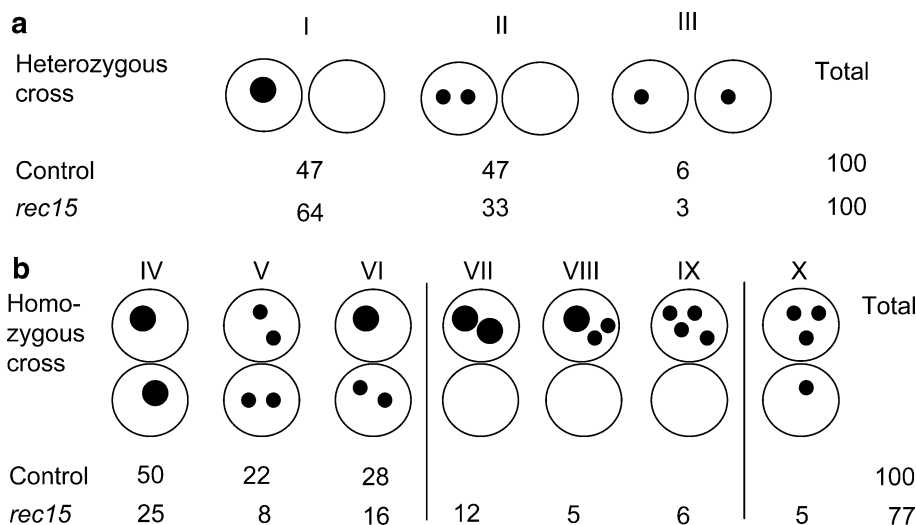 a I II III
Heterozygous cross Total
Control 47 47 6 100
rec15 64 33 3 100
b IV V VI VII VIII IX X
Homo-
zygous
cross
Total
Control 50 22 28 100
rec15 25 8 16 12 5 6 5 77